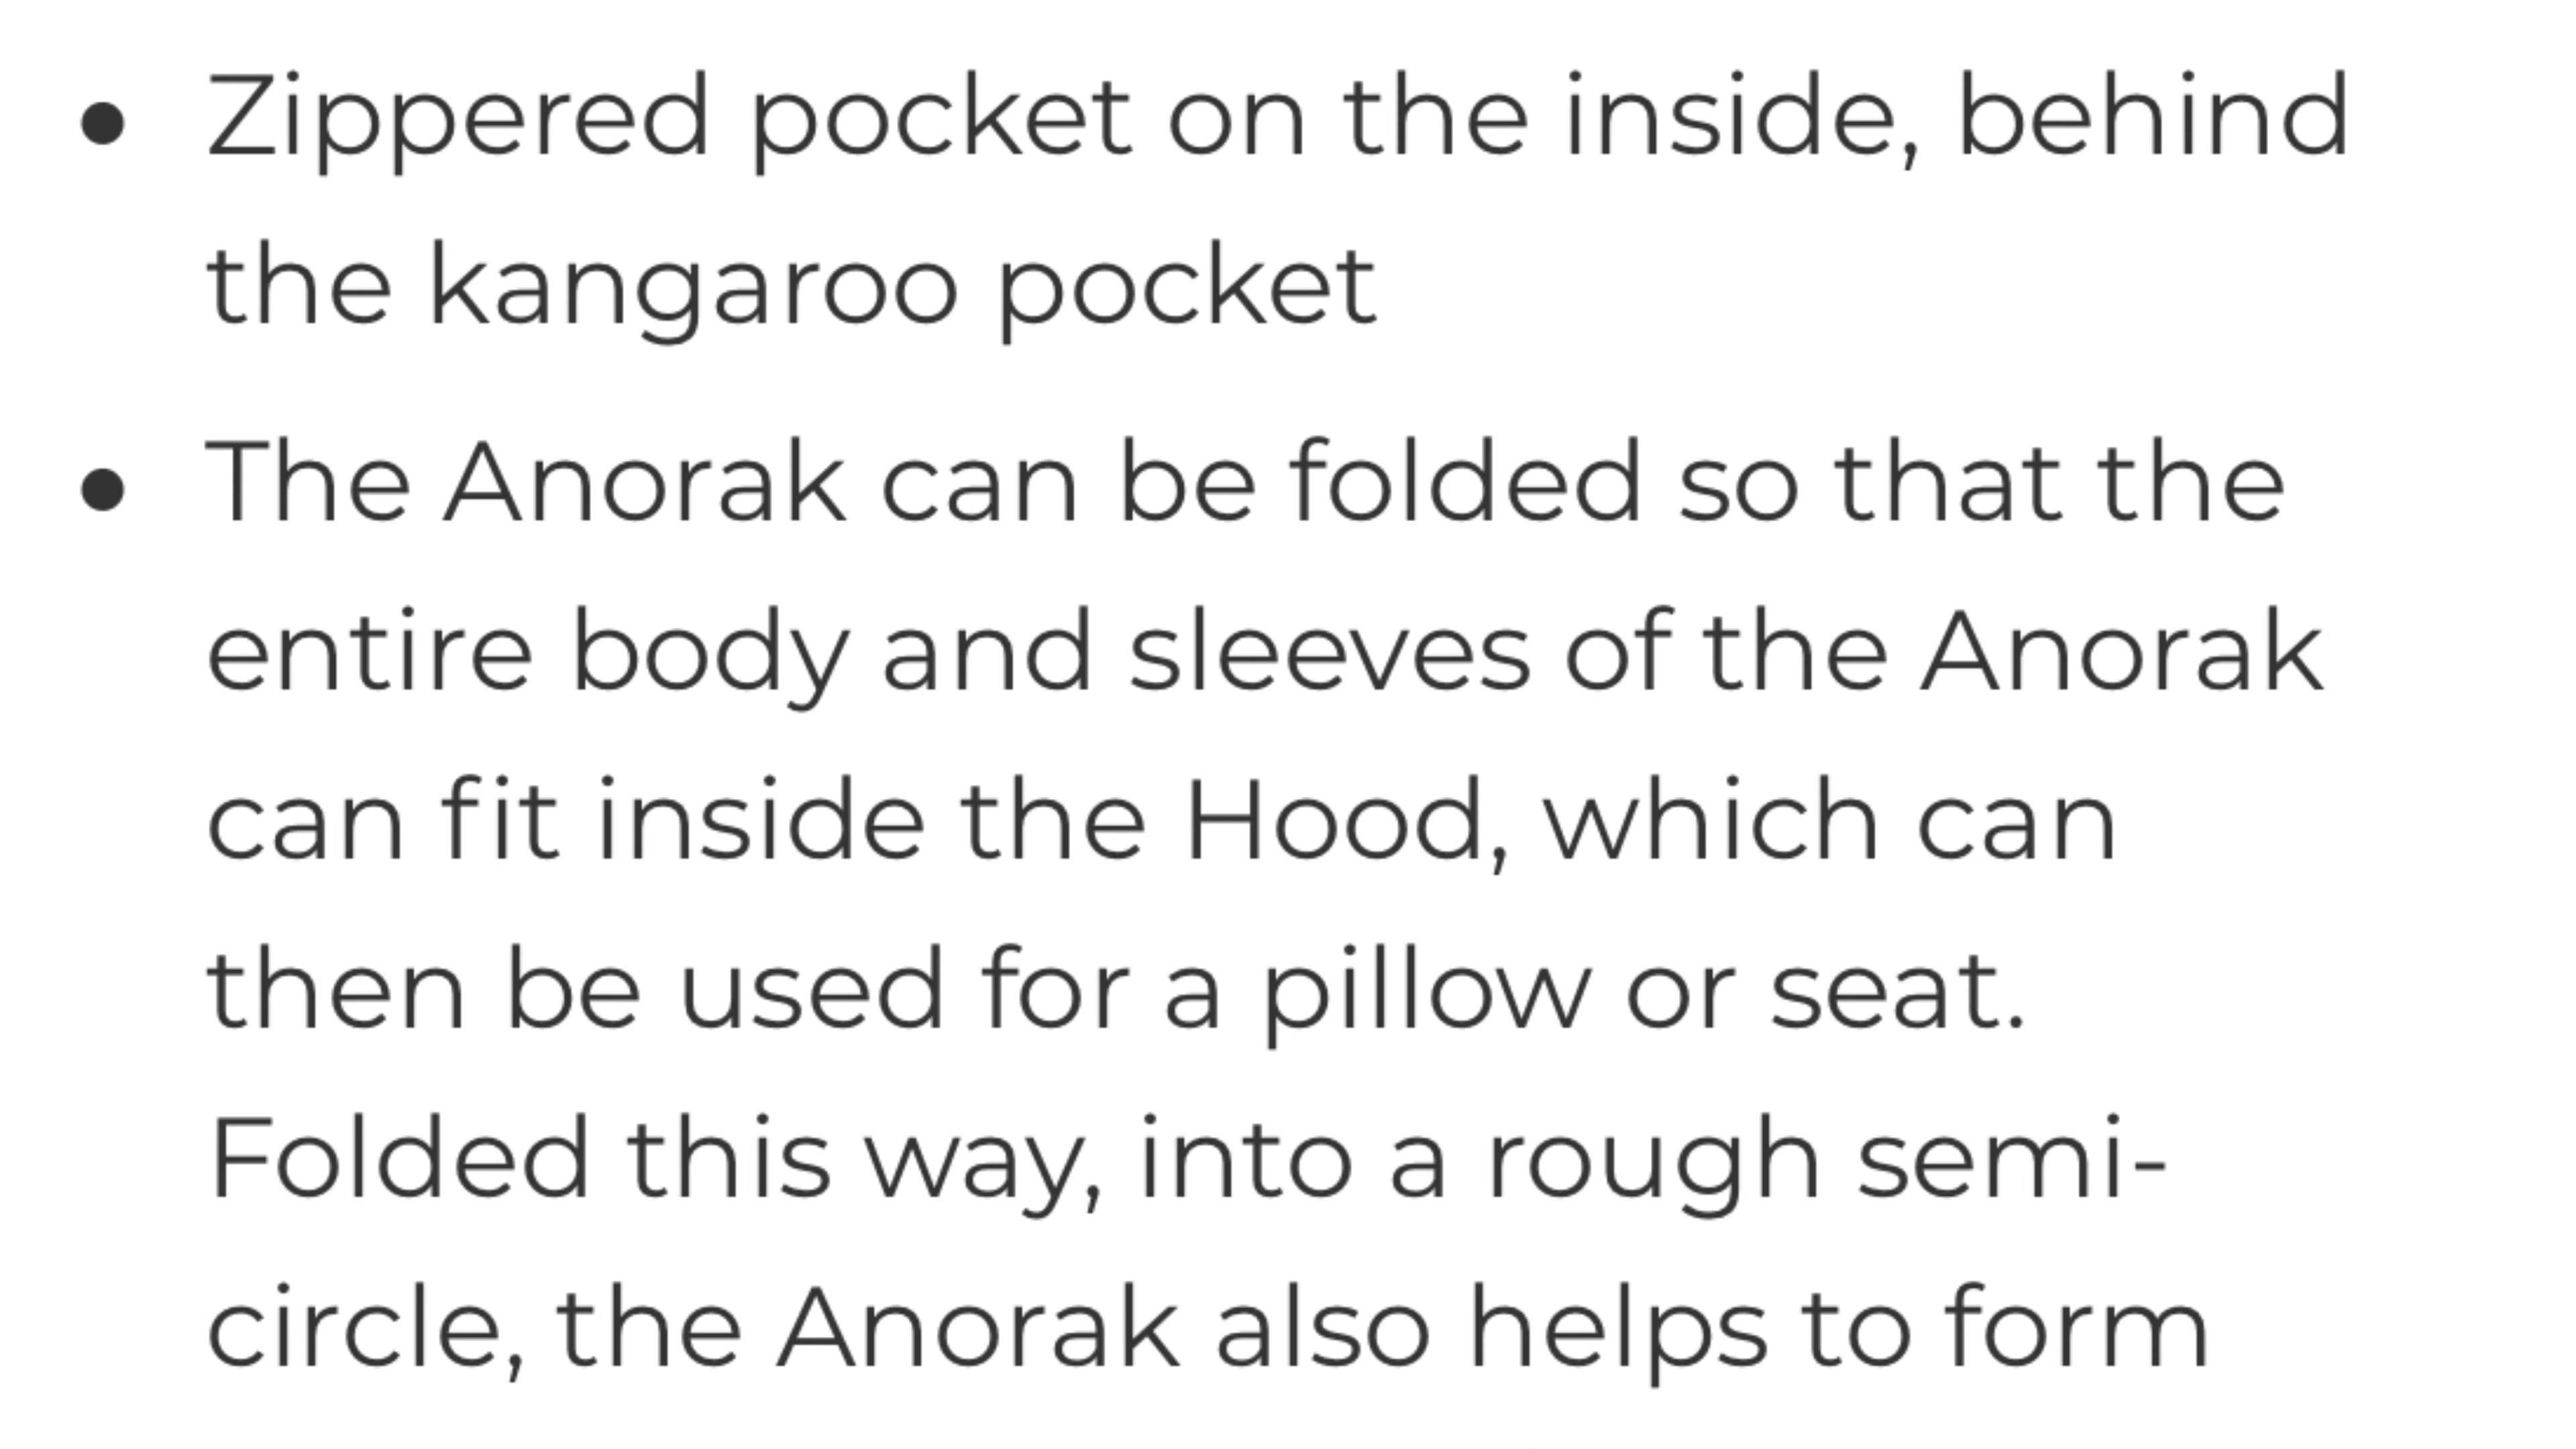 • Zippered pocket on the inside, behind
the kangaroo pocket
• The Anorak can be folded so that the
entire body and sleeves of the Anorak
can fit inside the Hood, which can
then be used for a pillow or seat.
Folded this way, into a rough semi-
circle, the Anorak also helps to form